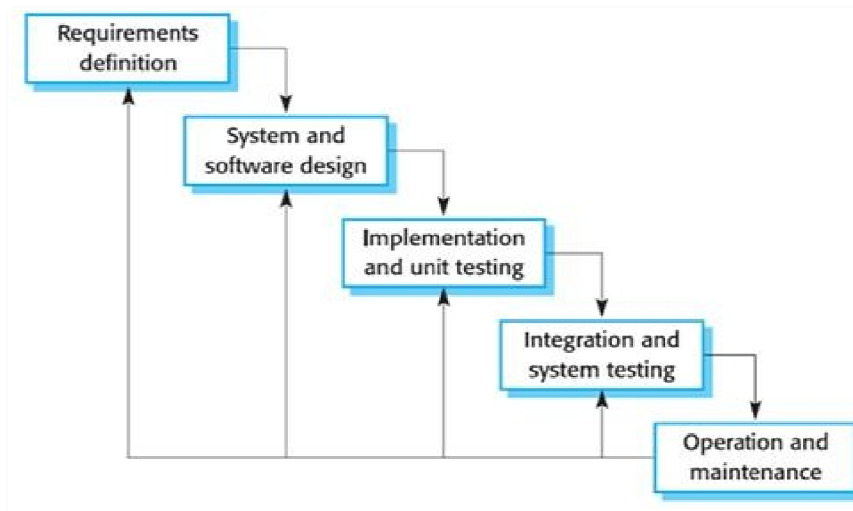 Requirements
definition
System and
software design
Implementation
and unit testing
Integration and
system testing
Operation and
maintenance